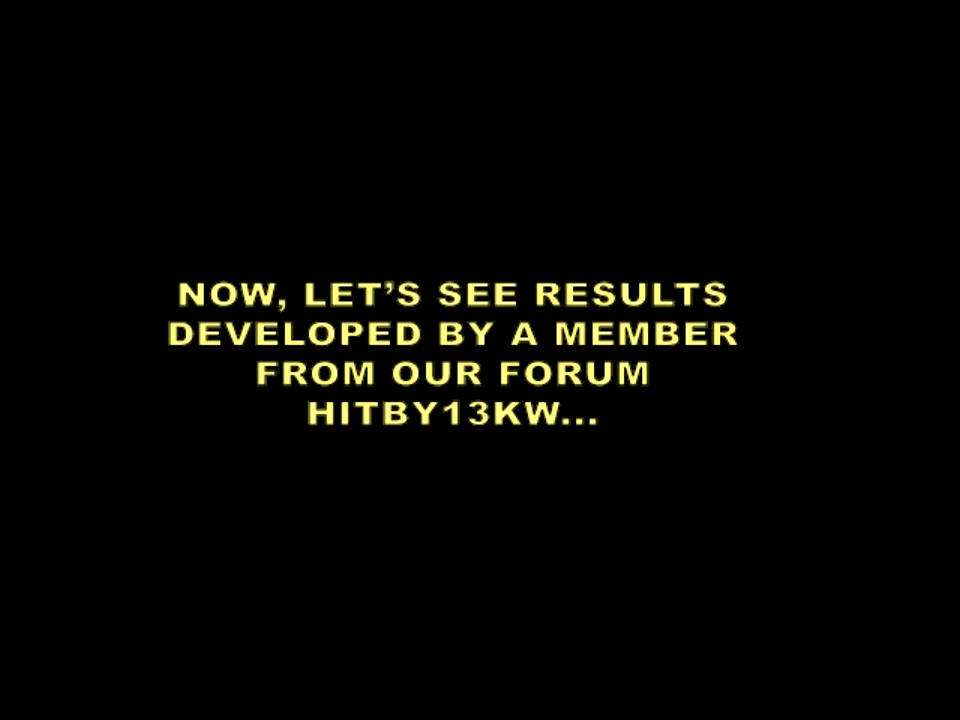 NOW, LET’S SEE RESULTS
DEVELOPED BY A MEMBER
FROM OUR FORUM
HITBY13KW...